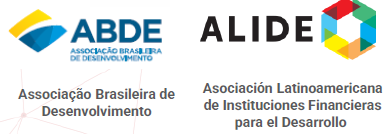 ABDE
ASSOCIAÇÃO BRASILEIRA
DE DESENVOLVIMENTO
Associação Brasileira de
Desenvolvimento
ALIDE
Asociación Latinoamericana
de Instituciones Financieras
para el Desarrollo